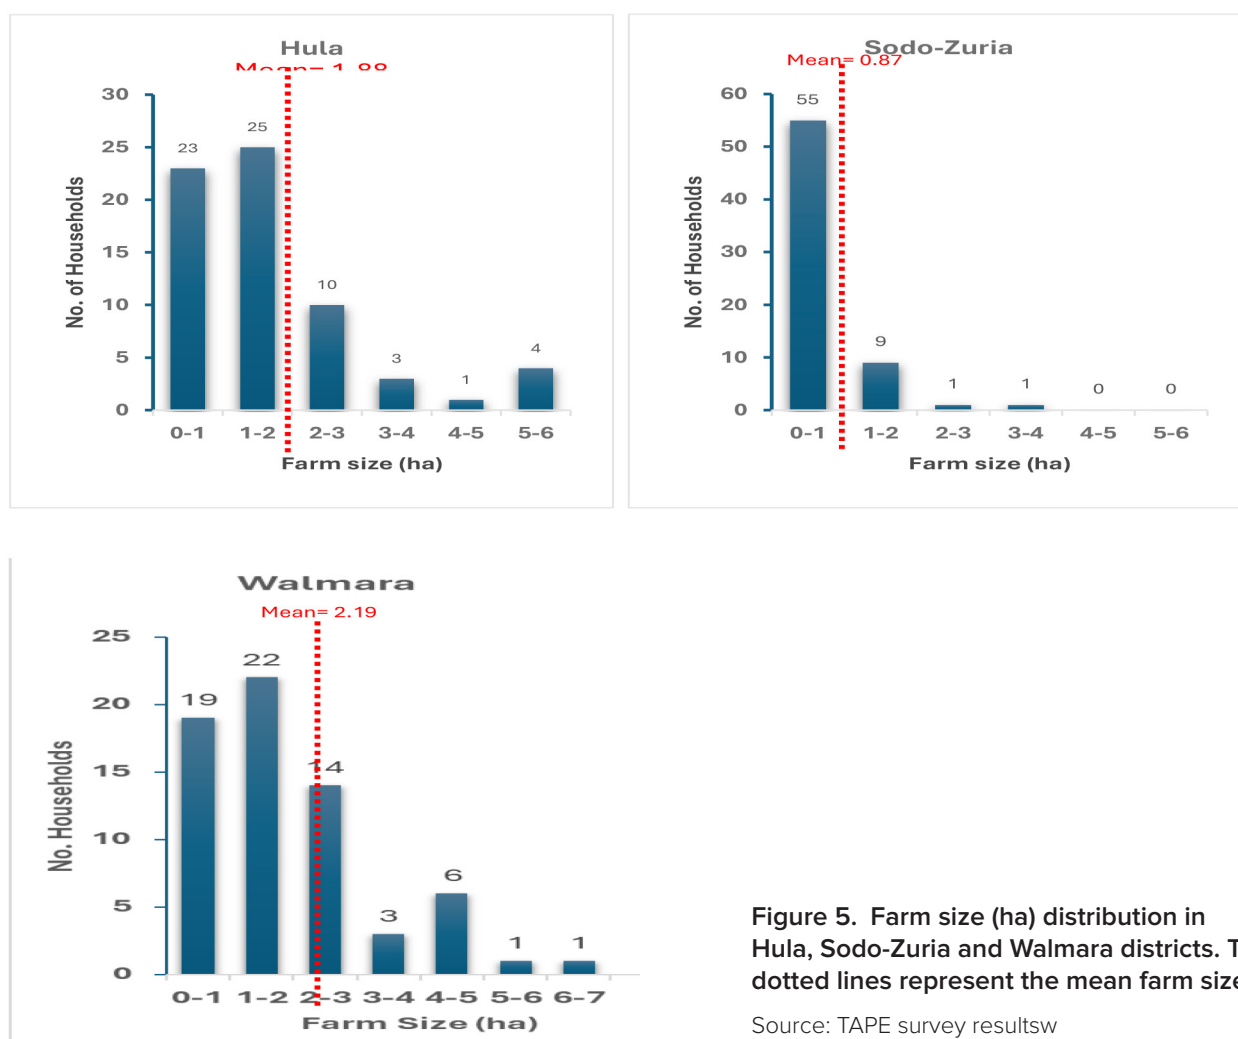 Hula
Mean= 1.88
30
25
20
15
10
5
0
No. of Households
23
25
10
3
1
4
0-1 1-2 2-3 3-4 4-5 5-6
Farm size (ha)
Sodo-Zuria
Mean= 0.87
60
50
40
30
20
10
0
No. of Households
55
9
1
1
0
0
0-1 1-2 2-3 3-4 4-5 5-6
Farm size (ha)
Walmara
Mean= 2.19
25
20
15
10
5
0
No. Households
19
22
14
3
6
1
1
0-1 1-2 2-3 3-4 4-5 5-6 6-7
Farm Size (ha)
Figure 5. Farm size (ha) distribution in
Hula, Sodo-Zuria and Walmara districts.
dotted lines represent the mean farm size
Source: TAPE survey resultsw